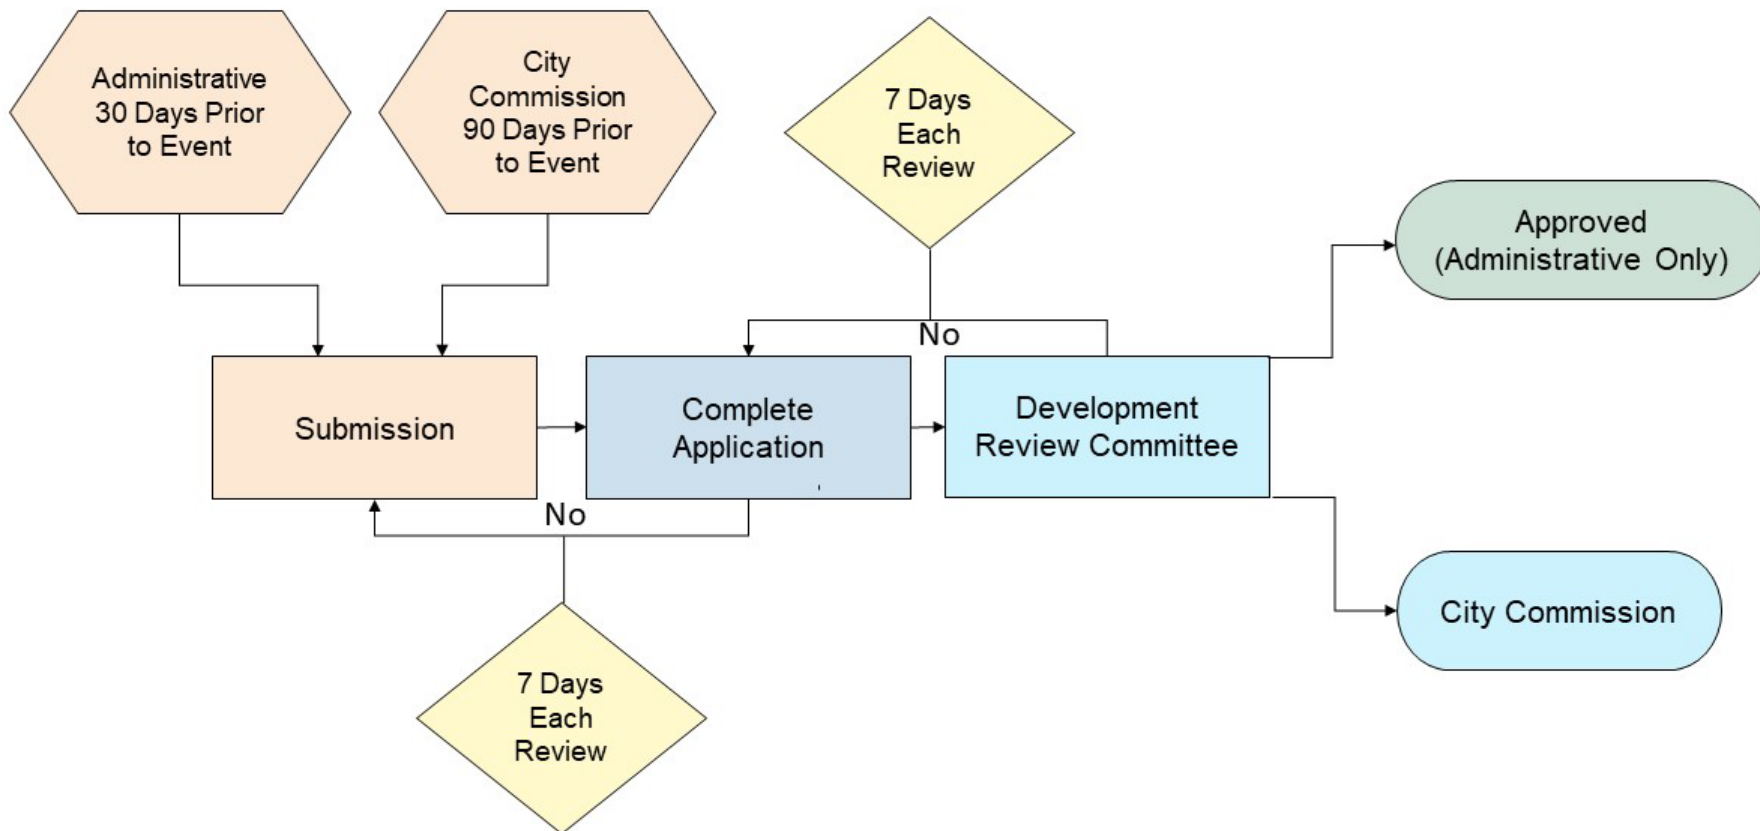 Administrative
30 Days Prior
to Event
City
Commission
90 Days Prior
to Event
7 Days
Each
Review
Approved
(Administrative Only)
No
Submission
Complete
Application
Development
Review Committee
No
City Commission
7 Days
Each
Review